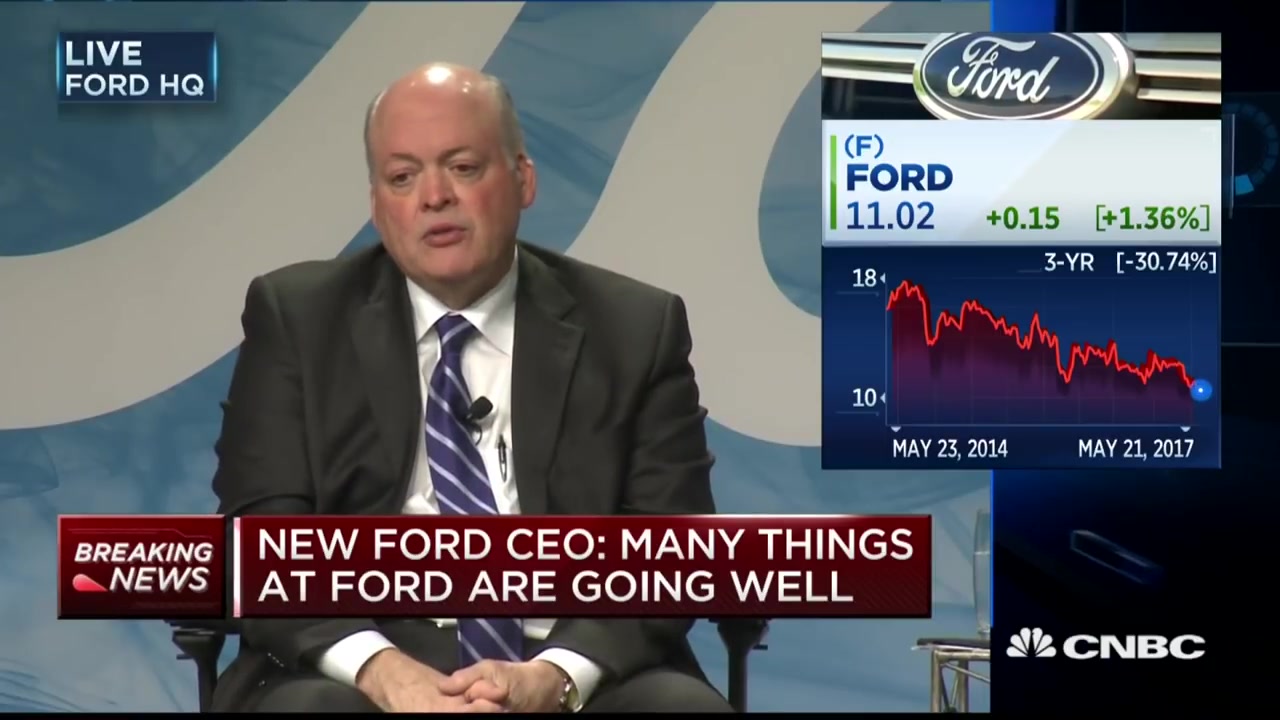 LIVE
FORD HQ
Ford
(F)
FORD
11.02 +0.15 [+1.36%]
3-YR [-30.74%]
18
10
MAY 23, 2014 MAY 21, 2017
BREAKING
NEWS
NEW FORD CEO: MANY THINGS
AT FORD ARE GOING WELL
CNBC